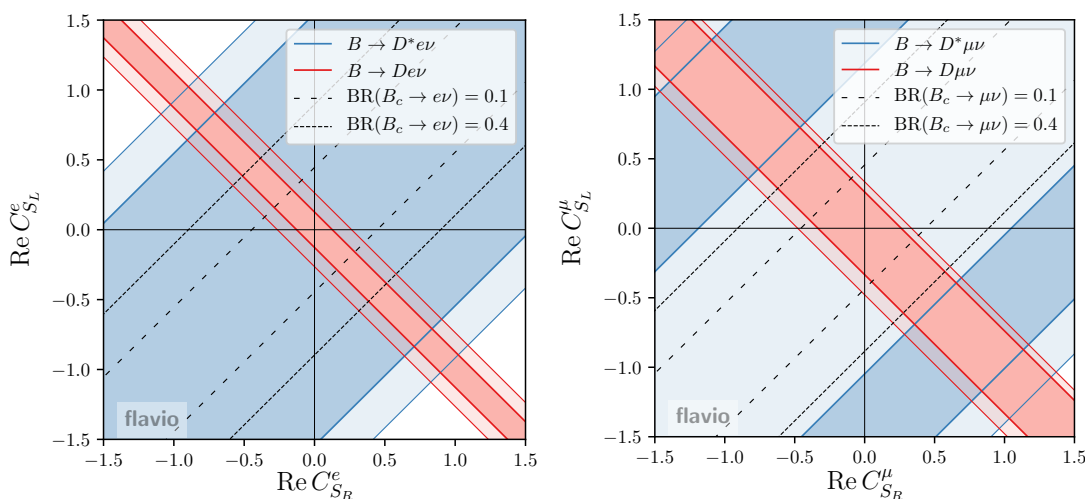 1.5
1.0
0.5
0.0
−0.5
−1.0
−1.5
−1.5 −1.0 −0.5 0.0 0.5 1.0 1.5
Re C^e_{S_L}
Re C^e_{S_R}
B → D*eν
B → Deν
BR(B_c → eν) = 0.1
BR(B_c → eν) = 0.4
flavio
1.5
1.0
0.5
0.0
−0.5
−1.0
−1.5
−1.5 −1.0 −0.5 0.0 0.5 1.0 1.5
Re C^μ_{S_L}
Re C^μ_{S_R}
B → D*μν
B → Dμν
BR(B_c → μν) = 0.1
BR(B_c → μν) = 0.4
flavio